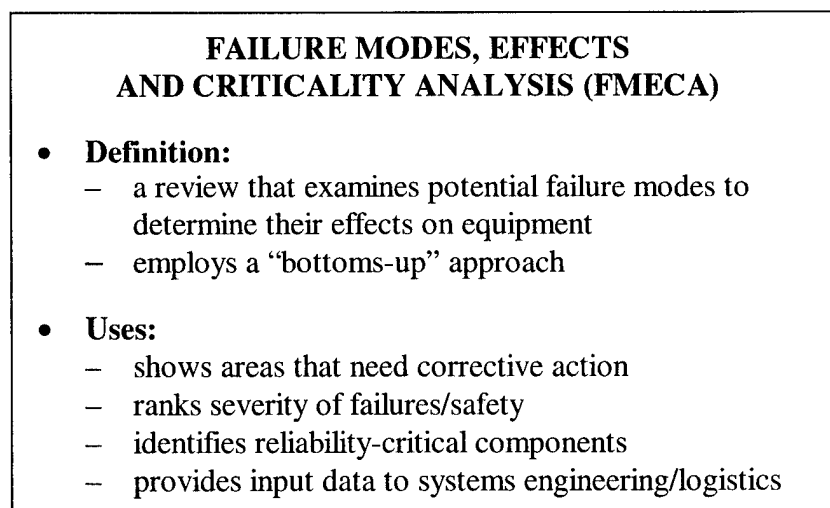 FAILURE MODES, EFFECTS
AND CRITICALITY ANALYSIS (FMECA)
• Definition:
– a review that examines potential failure modes to
determine their effects on equipment
– employs a “bottoms-up” approach
• Uses:
– shows areas that need corrective action
– ranks severity of failures/safety
– identifies reliability-critical components
– provides input data to systems engineering/logistics